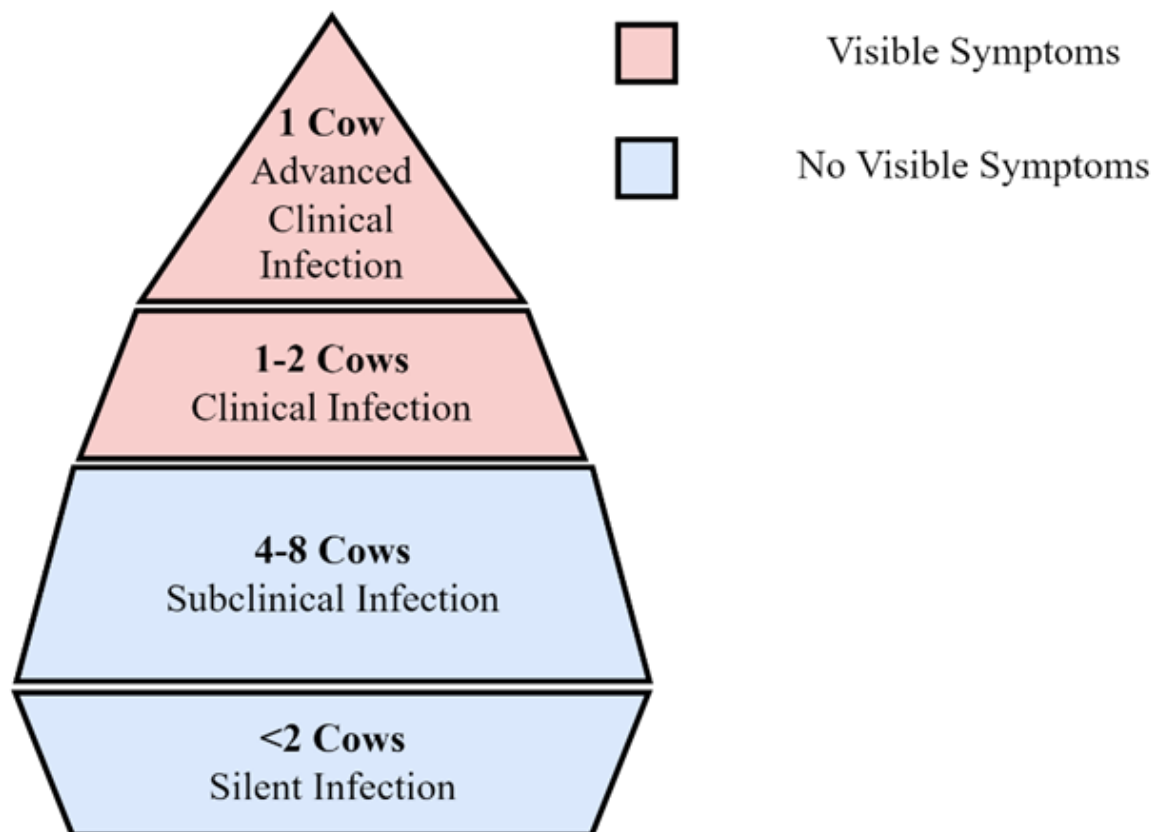 1 Cow
Advanced
Clinical
Infection
1-2 Cows
Clinical Infection
4-8 Cows
Subclinical Infection
<2 Cows
Silent Infection
Visible Symptoms
No Visible Symptoms